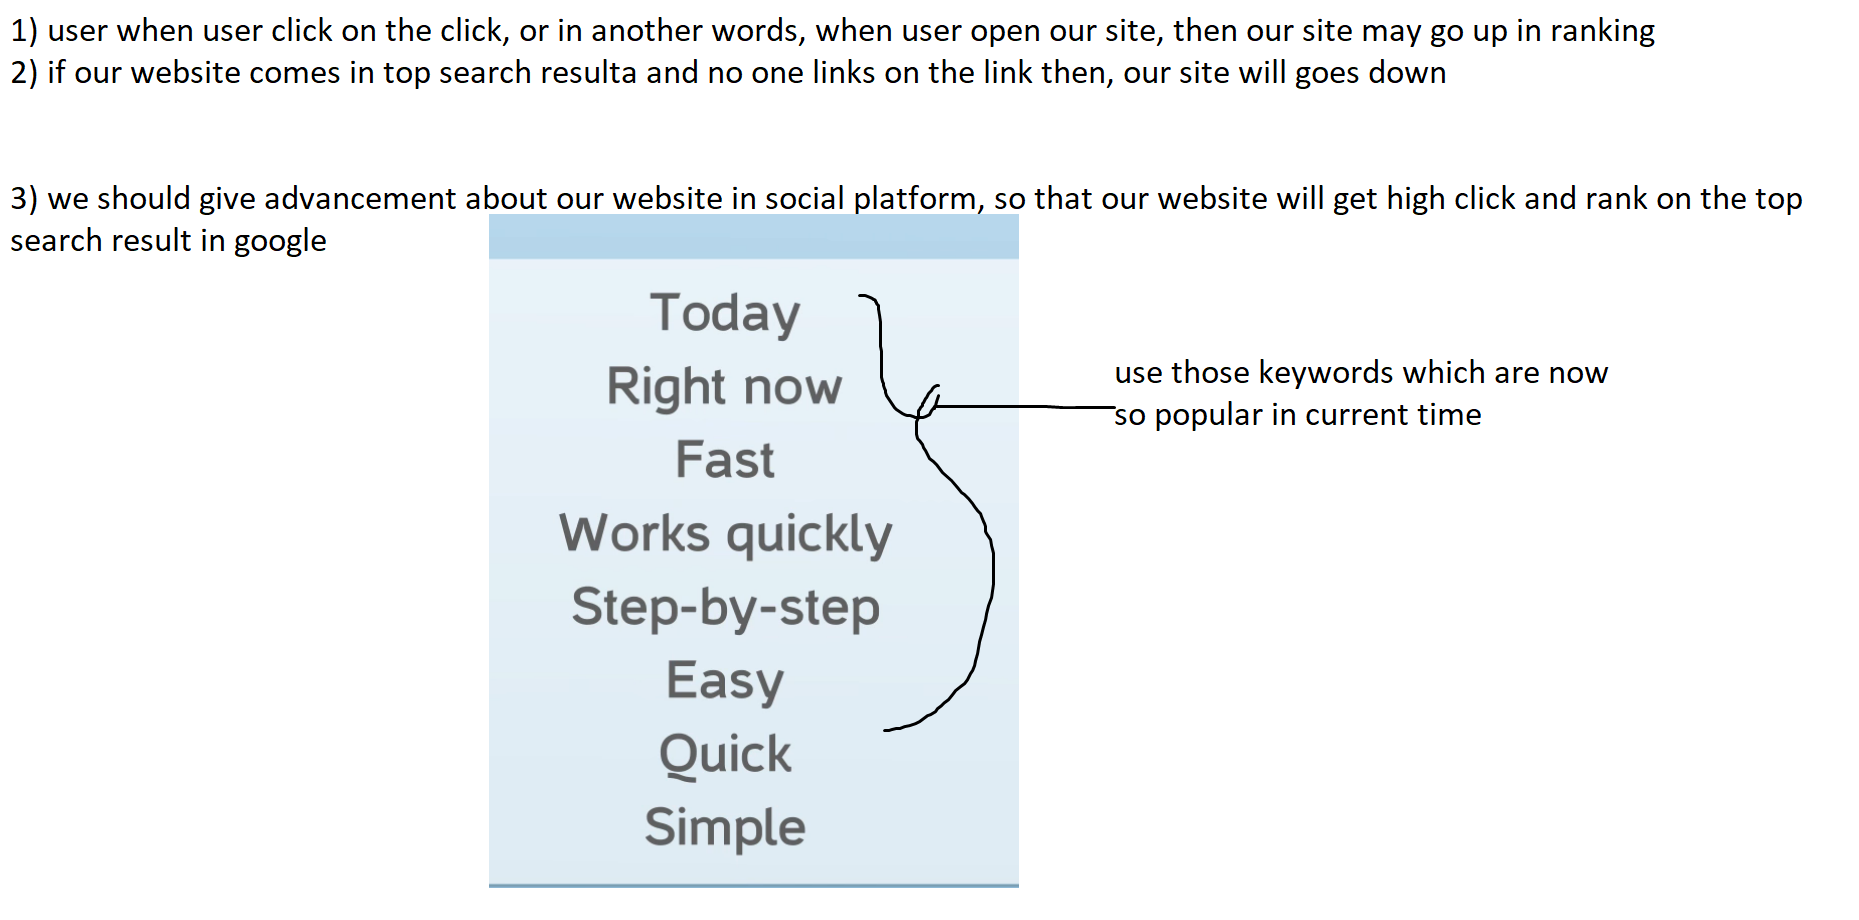 1) user when user click on the click, or in another words, when user open our site, then our site may go up in ranking
2) if our website comes in top search resulta and no one links on the link then, our site will goes down
3) we should give advancement about our website in social platform, so that our website will get high click and rank on the top
search result in google
Today
Right now
Fast
Works quickly
Step-by-step
Easy
Quick
Simple
use those keywords which are now
so popular in current time